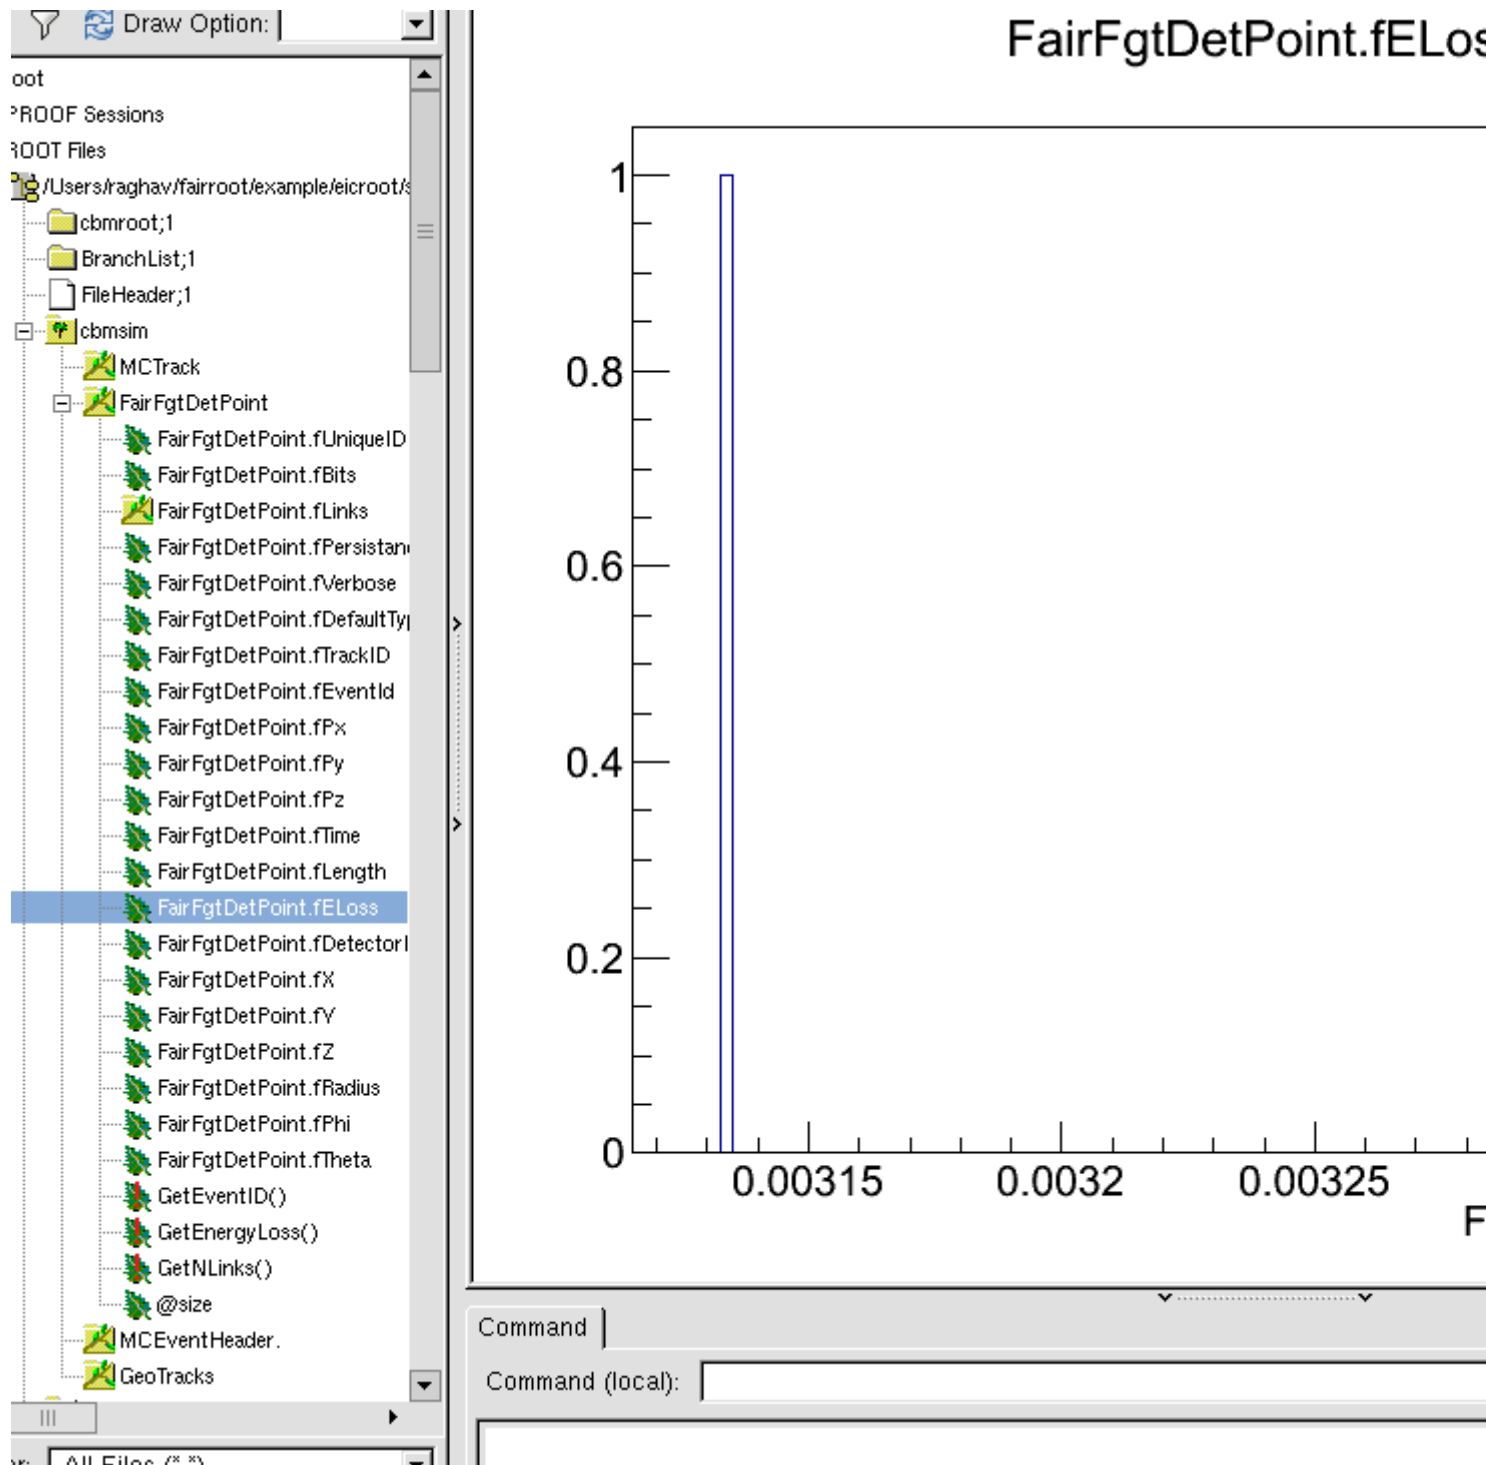 Draw Option:
oot
PROOF Sessions
ROOT Files
/Users/raghav/fairroot/example/eicroot/s
cbmroot;1
BranchList;1
FileHeader;1
cbmsim
MCTrack
FairFgtDetPoint
FairFgtDetPoint.fUniqueID
FairFgtDetPoint.fBits
FairFgtDetPoint.fLinks
FairFgtDetPoint.fPersistan
FairFgtDetPoint.fVerbose
FairFgtDetPoint.fDefaultTy
FairFgtDetPoint.fTrackID
FairFgtDetPoint.fEventId
FairFgtDetPoint.fPx
FairFgtDetPoint.fPy
FairFgtDetPoint.fPz
FairFgtDetPoint.fTime
FairFgtDetPoint.fLength
FairFgtDetPoint.fELoss
FairFgtDetPoint.fDetectorI
FairFgtDetPoint.fX
FairFgtDetPoint.fY
FairFgtDetPoint.fZ
FairFgtDetPoint.fRadius
FairFgtDetPoint.fPhi
FairFgtDetPoint.fTheta
GetEventID()
GetEnergyLoss()
GetNLinks()
@size
MCEventHeader.
GeoTracks
All Files (*.*)
FairFgtDetPoint.fELos
1
0.8
0.6
0.4
0.2
0
0.00315 0.0032 0.00325
F
Command
Command (local):